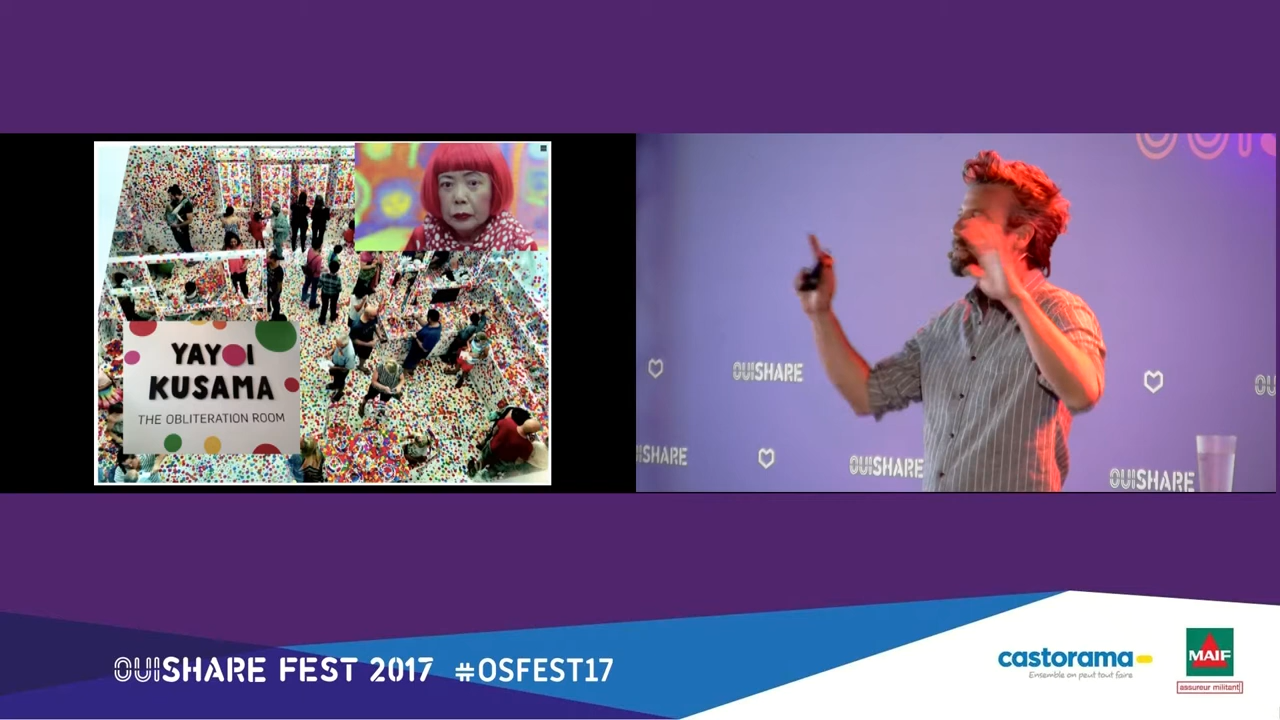 YAYOI
KUSAMA
THE OBLITERATION ROOM
OUISHARE
OUISHARE
OUISHARE
OUISHARE
OUISHARE FEST 2017 #OSFEST17
castorama
Ensemble on peut tout faire
MAIF
assureur militant